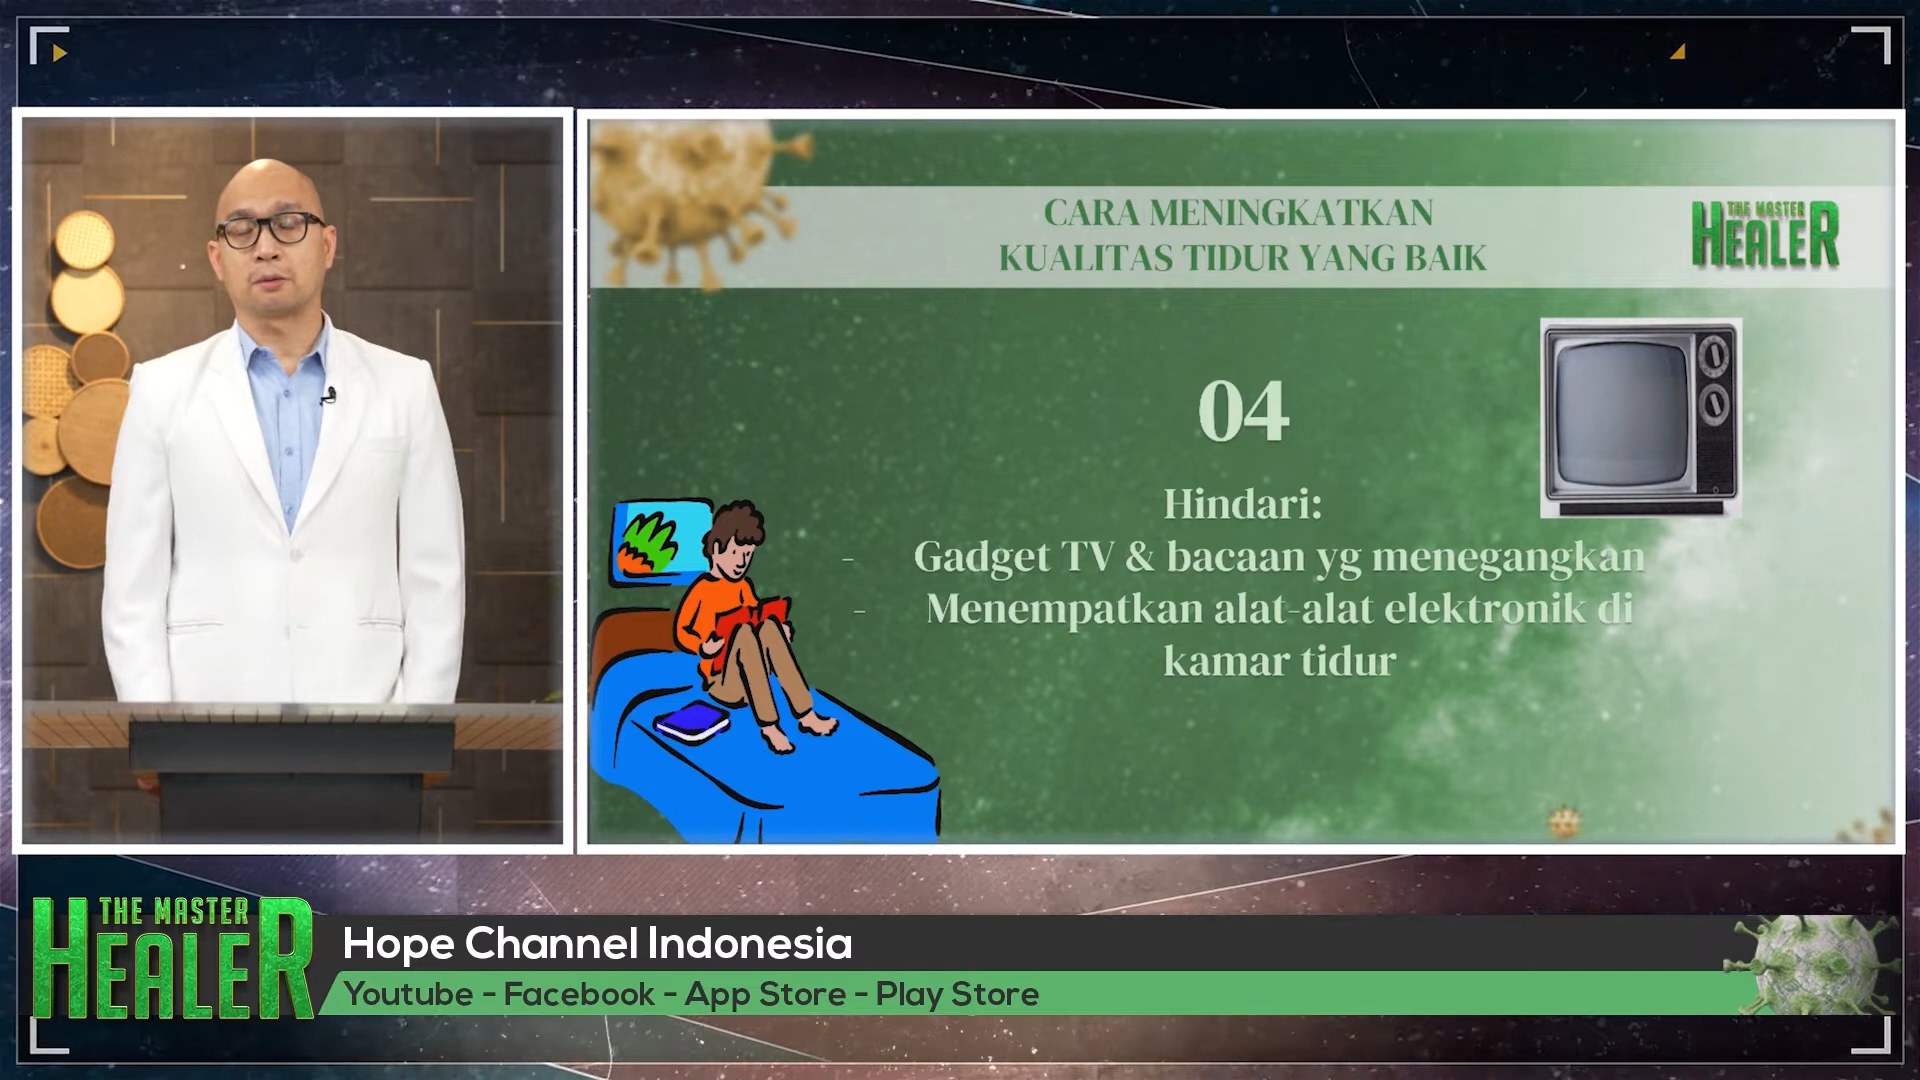 CARA MENINGKATKAN
KUALITAS TIDUR YANG BAIK
THE MASTER
HEALER
04
Hindari:
- Gadget TV & bacaan yg menegangkan
- Menempatkan alat-alat elektronik di
kamar tidur
THE MASTER
HEALER
Hope Channel Indonesia
Youtube - Facebook - App Store - Play Store